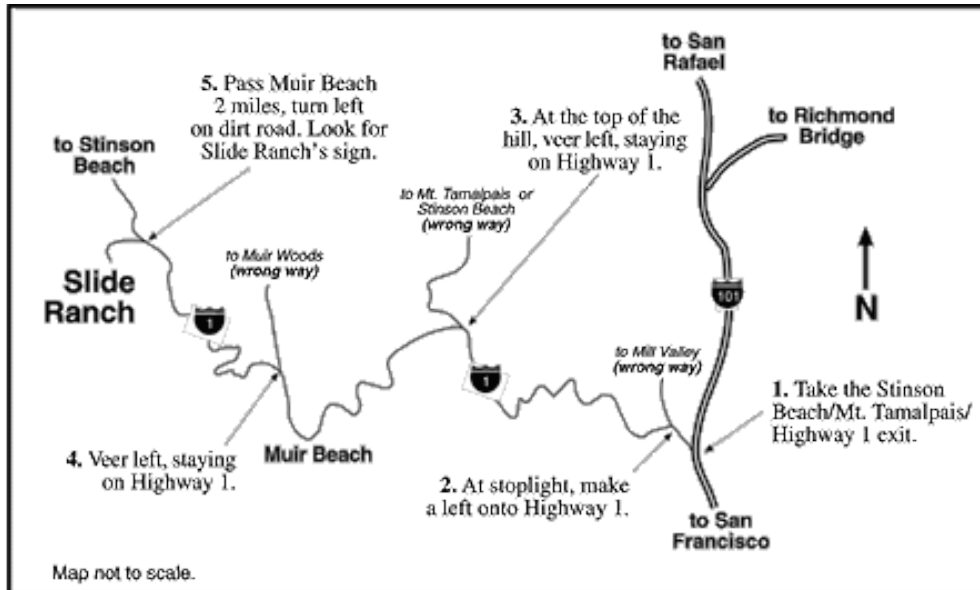 to San
Rafael
to Richmond
Bridge
5. Pass Muir Beach
2 miles, turn left
on dirt road. Look for
Slide Ranch's sign.
3. At the top of the
hill, veer left, staying
on Highway 1.
to Stinson
Beach
to Mt. Tamalpais or
Stinson Beach
(wrong way)
to Muir Woods
(wrong way)
Slide
Ranch
101
N
1
to Mill Valley
(wrong way)
1
1. Take the Stinson
Beach/Mt. Tamalpais/
Highway 1 exit.
4. Veer left, staying
on Highway 1.
Muir Beach
2. At stoplight, make
a left onto Highway 1.
to San
Francisco
Map not to scale.